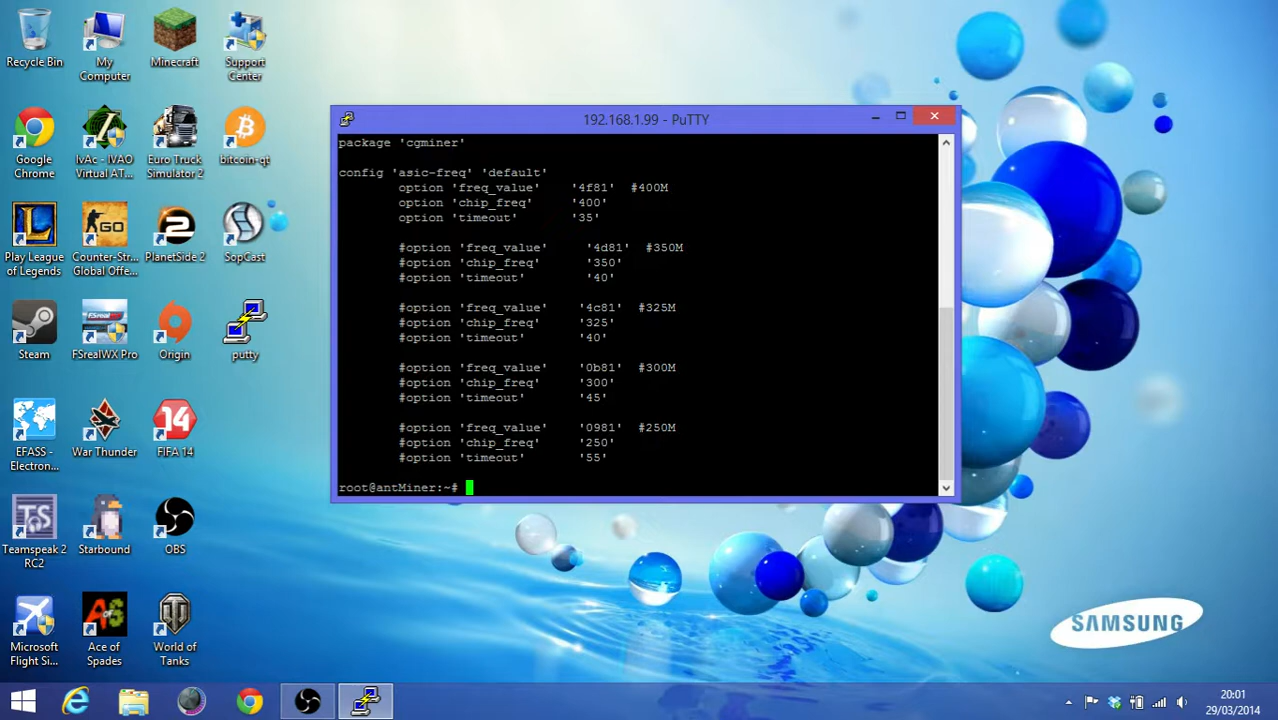 Recycle Bin
My Computer
Minecraft
Support Center
Google Chrome
IvAc - IVAO Virtual AT...
Euro Truck Simulator 2
bitcoin-qt
Play League of Legends
Counter-Str... Global Offe...
PlanetSide 2
SopCast
Steam
FSrealWX Pro
Origin
putty
EFASS - Electron...
War Thunder
FIFA 14
Teamspeak 2 RC2
Starbound
OBS
Microsoft Flight Si...
Ace of Spades
World of Tanks
192.168.1.99 - PuTTY
package 'cgminer'
config 'asic-freq' 'default'
option 'freq_value' '4f81' #400M
option 'chip_freq' '400'
option 'timeout' '35'
#option 'freq_value' '4d81' #350M
#option 'chip_freq' '350'
#option 'timeout' '40'
#option 'freq_value' '4c81' #325M
#option 'chip_freq' '325'
#option 'timeout' '40'
#option 'freq_value' '0b81' #300M
#option 'chip_freq' '300'
#option 'timeout' '45'
#option 'freq_value' '0981' #250M
#option 'chip_freq' '250'
#option 'timeout' '55'
root@antMiner:~#
SAMSUNG
20:01
29/03/2014